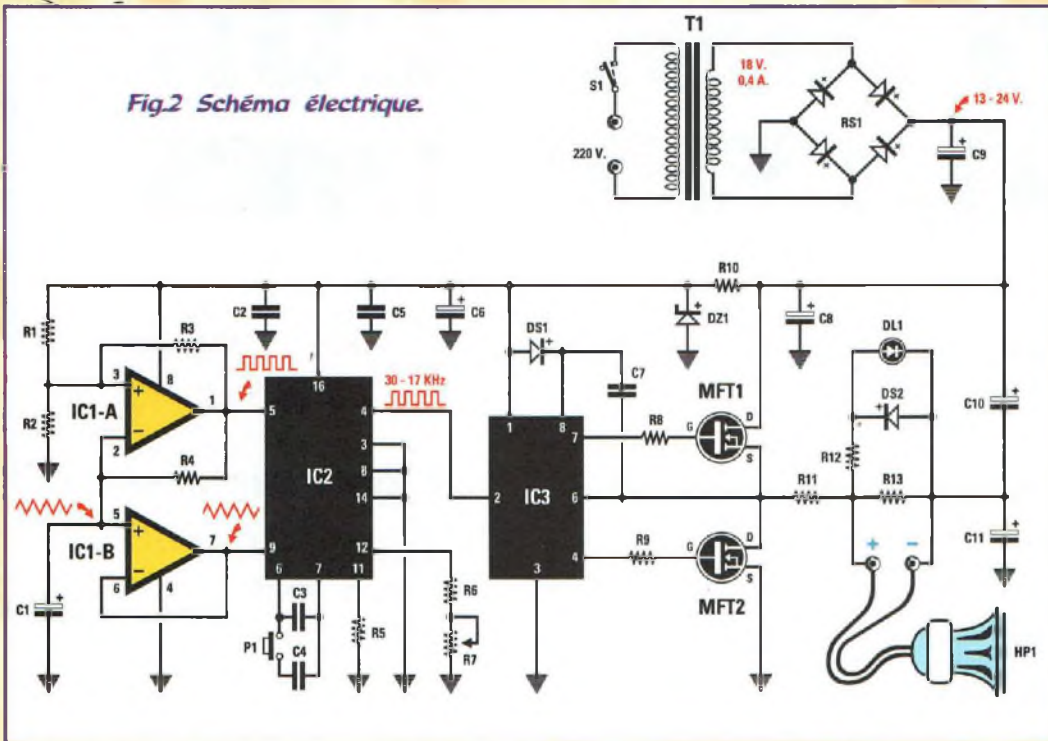 Fig.2 Schéma électrique.
T1
S1
220 V.
18 V.
0,4 A.
RS1
13 - 24 V.
C9
R10
R1
R3
C2
C5
C6
DZ1
C8
DL1
DS1
DS2
C7
C10
30 - 17 KHz
MFT1
3
8
IC1-A
1
5
16
4
1
8
7
R8
G
D
S
R12
R2
2
R4
3
8
14
IC2
IC3
2
6
R11
R13
C11
5
IC1-B
7
9
12
4
R9
G
D
S
6
4
6
7
11
3
MFT2
+
-
C1
C3
P1
C4
R5
R6
R7
HP1